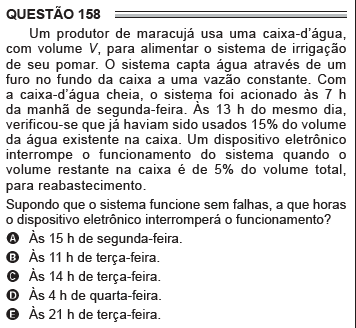 QUESTÃO 158
Um produtor de maracujá usa uma caixa-d'água,
com volume V, para alimentar o sistema de irrigação
de seu pomar. O sistema capta água através de um
furo no fundo da caixa a uma vazão constante. Com
a caixa-d'água cheia, o sistema foi acionado às 7 h
da manhã de segunda-feira. Às 13 h do mesmo dia,
verificou-se que já haviam sido usados 15% do volume
da água existente na caixa. Um dispositivo eletrônico
interrompe o funcionamento do sistema quando o
volume restante na caixa é de 5% do volume total,
para reabastecimento.
Supondo que o sistema funcione sem falhas, a que horas
o dispositivo eletrônico interromperá o funcionamento?
A Às 15 h de segunda-feira.
B Às 11 h de terça-feira.
C Às 14 h de terça-feira.
D Às 4 h de quarta-feira.
E Às 21 h de terça-feira.